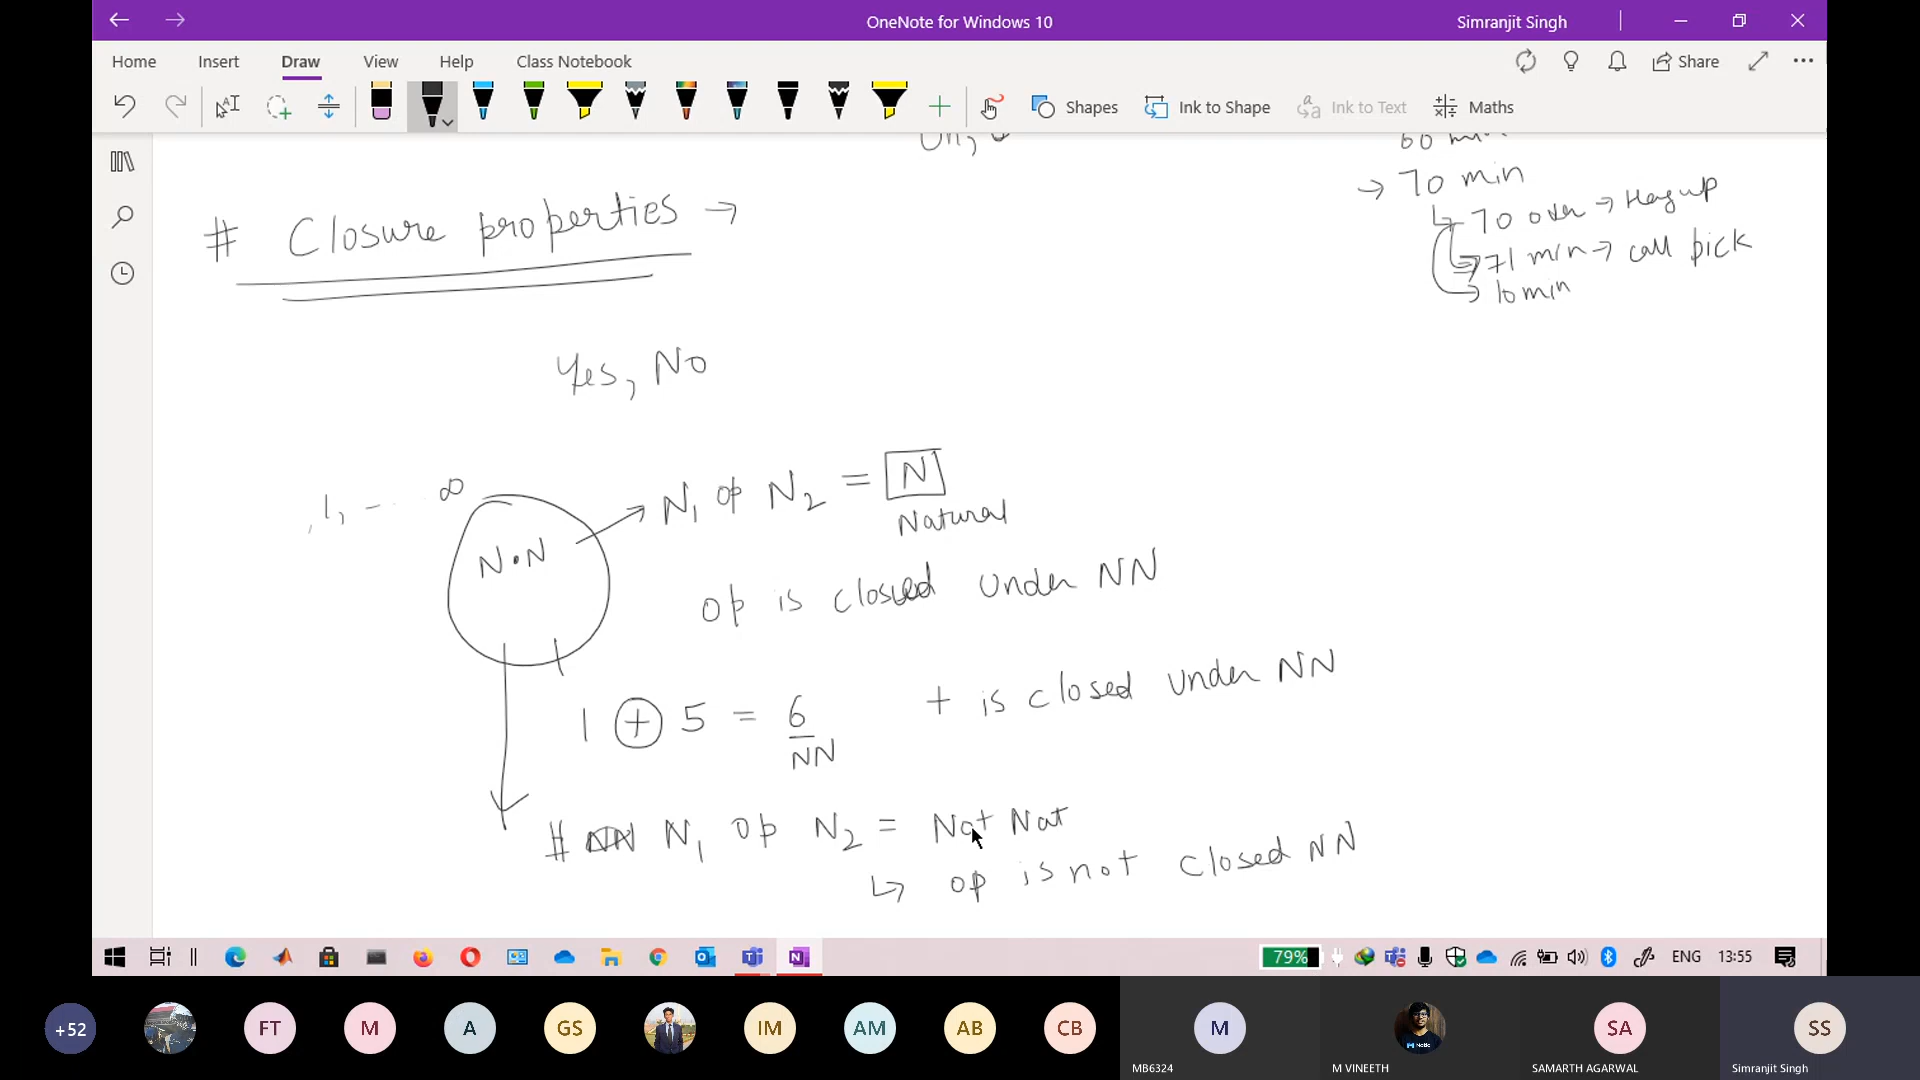 OneNote for Windows 10
Simranjit Singh
Home Insert Draw View Help Class Notebook
Share
Shapes Ink to Shape Ink to Text Maths
→ 70 min
# Closure properties →
↳ 70 over → Hangup
→ 71 min → call pick
→ 10 min
Yes, No
, 1, - .. ∞
N.N → N₁ op N₂ = N
Natural
op is closed under NN
1 + 5 = 6
NN
+ is closed under NN
# N₁ op N₂ = Not Nat
↳ op is not closed NN
79% ENG 13:55
+52 FT M A GS IM AM AB CB M SA SS
MB6324 M VINEETH SAMARTH AGARWAL Simranjit Singh